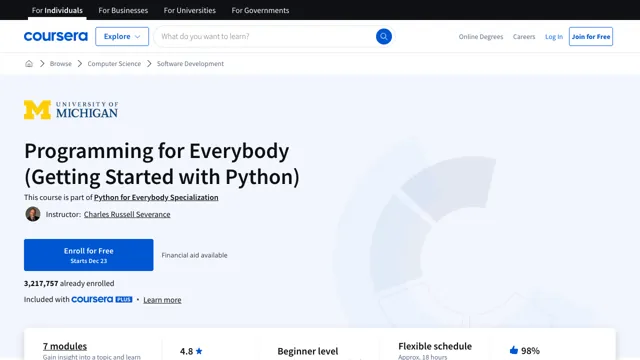 For Individuals For Businesses For Universities For Governments
coursera Explore What do you want to learn? Online Degrees Careers Log In Join for Free
Browse Computer Science Software Development
M UNIVERSITY OF
MICHIGAN
Programming for Everybody
(Getting Started with Python)
This course is part of Python for Everybody Specialization
Instructor: Charles Russell Severance
Enroll for Free
Starts Dec 23
Financial aid available
3,217,757 already enrolled
Included with coursera PLUS • Learn more
7 modules
Gain insight into a topic and learn
4.8
Beginner level
Flexible schedule
Approx. 18 hours
98%